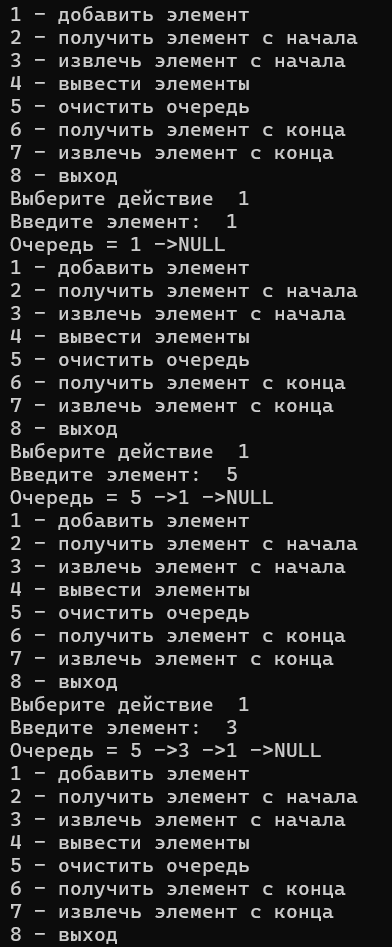 1 - добавить элемент
2 - получить элемент с начала
3 - извлечь элемент с начала
4 - вывести элементы
5 - очистить очередь
6 - получить элемент с конца
7 - извлечь элемент с конца
8 - выход
Выберите действие  1
Введите элемент:  1
Очередь = 1 ->NULL
1 - добавить элемент
2 - получить элемент с начала
3 - извлечь элемент с начала
4 - вывести элементы
5 - очистить очередь
6 - получить элемент с конца
7 - извлечь элемент с конца
8 - выход
Выберите действие  1
Введите элемент:  5
Очередь = 5 ->1 ->NULL
1 - добавить элемент
2 - получить элемент с начала
3 - извлечь элемент с начала
4 - вывести элементы
5 - очистить очередь
6 - получить элемент с конца
7 - извлечь элемент с конца
8 - выход
Выберите действие  1
Введите элемент:  3
Очередь = 5 ->3 ->1 ->NULL
1 - добавить элемент
2 - получить элемент с начала
3 - извлечь элемент с начала
4 - вывести элементы
5 - очистить очередь
6 - получить элемент с конца
7 - извлечь элемент с конца
8 - выход